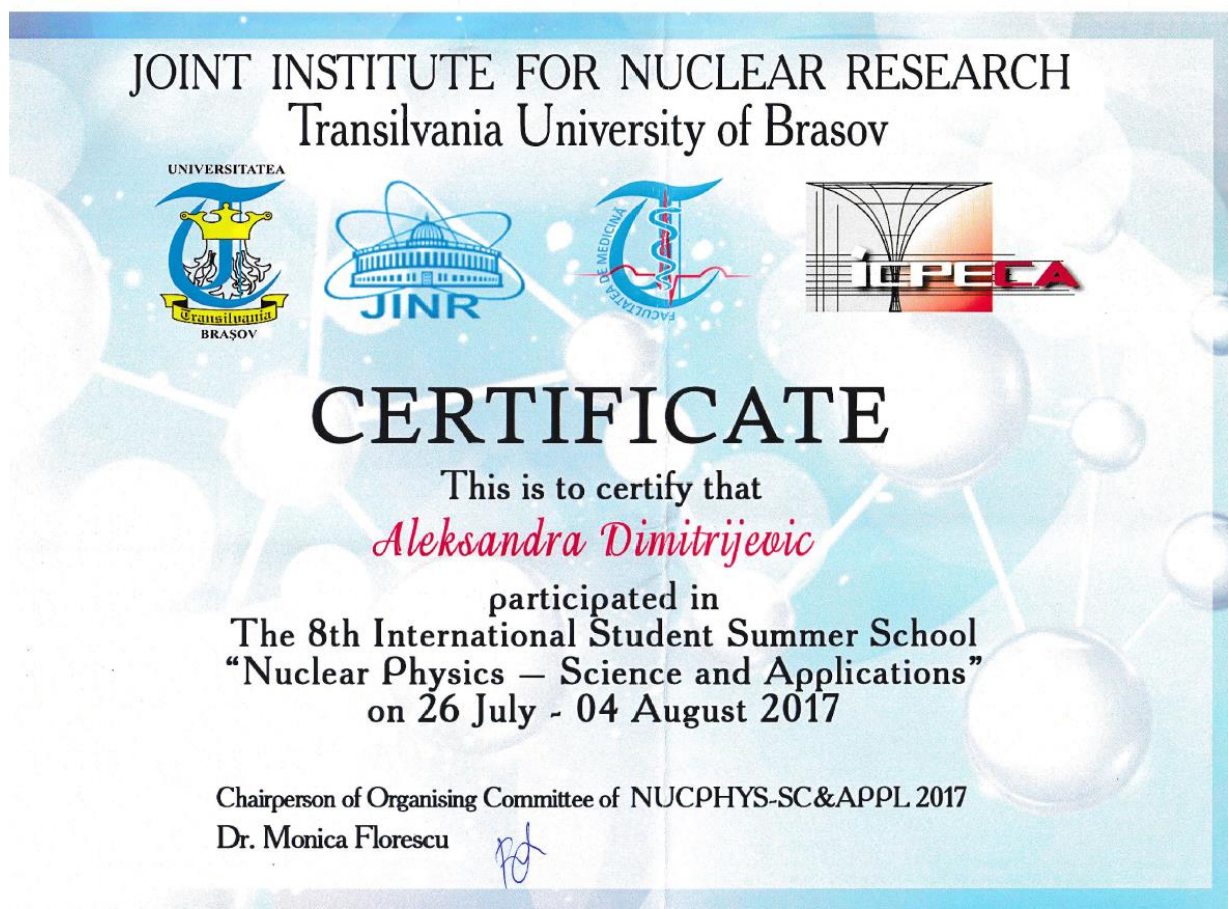 JOINT INSTITUTE FOR NUCLEAR RESEARCH
Transilvania University of Brasov
UNIVERSITATEA
Transilvania
BRAȘOV
JINR
FACULTATEA DE MEDICINĂ
ICPECA
CERTIFICATE
This is to certify that
Aleksandra Dimitrijevic
participated in
The 8th International Student Summer School
“Nuclear Physics – Science and Applications”
on 26 July - 04 August 2017
Chairperson of Organising Committee of NUCPHYS-SC&APPL 2017
Dr. Monica Florescu